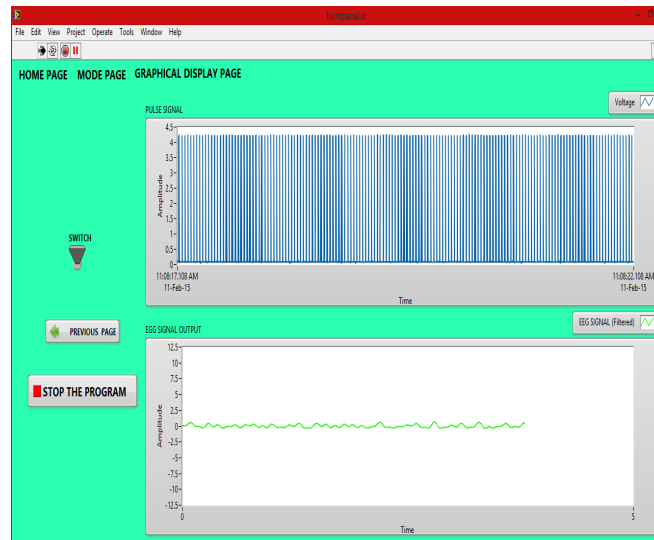 frontpanel.vi
File Edit View Project Operate Tools Window Help
HOME PAGE MODE PAGE GRAPHICAL DISPLAY PAGE
PULSE SIGNAL
Voltage
Amplitude
4.5
4
3.5
3
2.5
2
1.5
1
0.5
0
11:08:17.108 AM
11-Feb-15
11:08:22.108 AM
11-Feb-15
Time
SWITCH
PREVIOUS PAGE
STOP THE PROGRAM
EGG SIGNAL OUTPUT
EEG SIGNAL (Filtered)
Amplitude
12.5
10
7.5
5
2.5
0
-2.5
-5
-7.5
-10
-12.5
0
5
Time